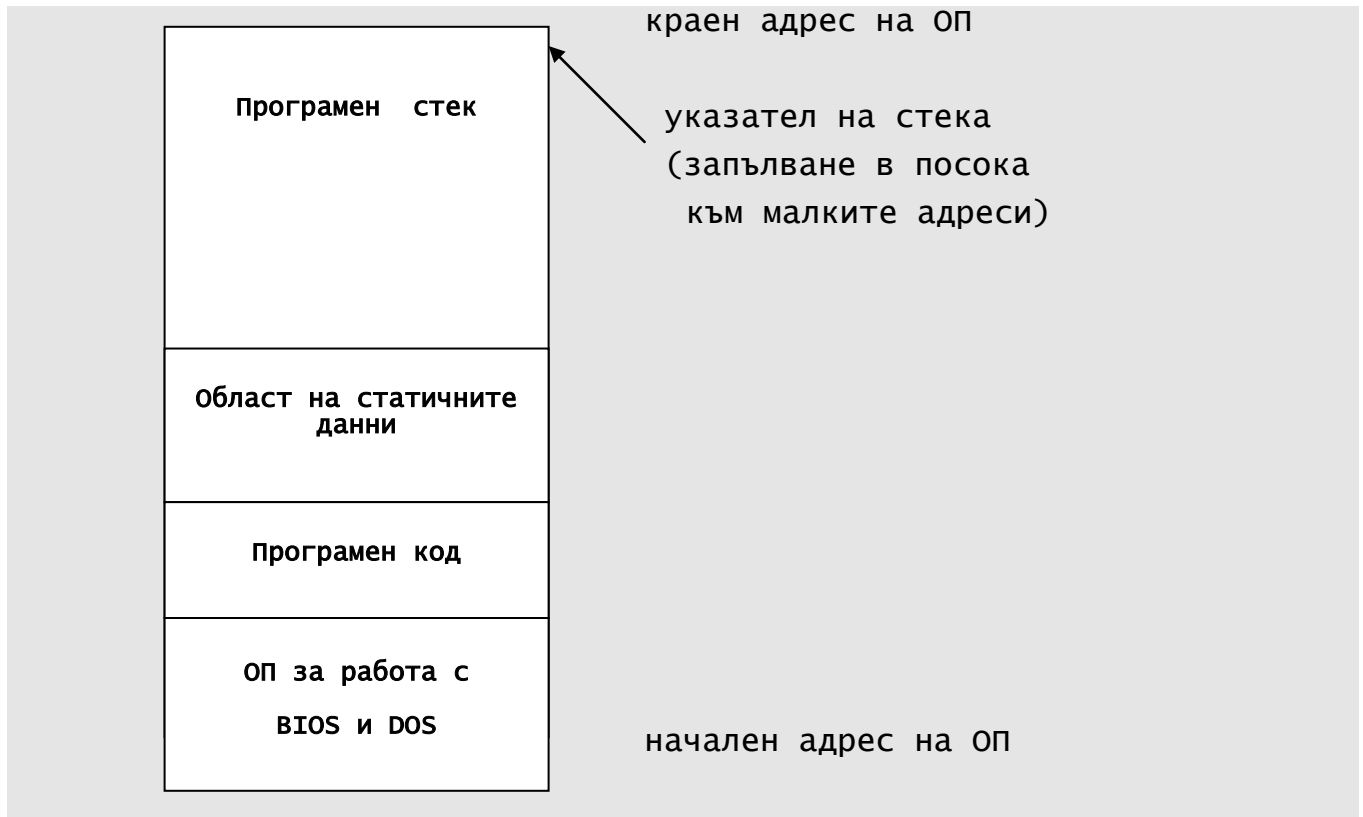 краен адрес на ОП
Програмен стек
указател на стека
(запълване в посока
към малките адреси)
Област на статичните
данни
Програмен код
ОП за работа с
BIOS и DOS
начален адрес на ОП